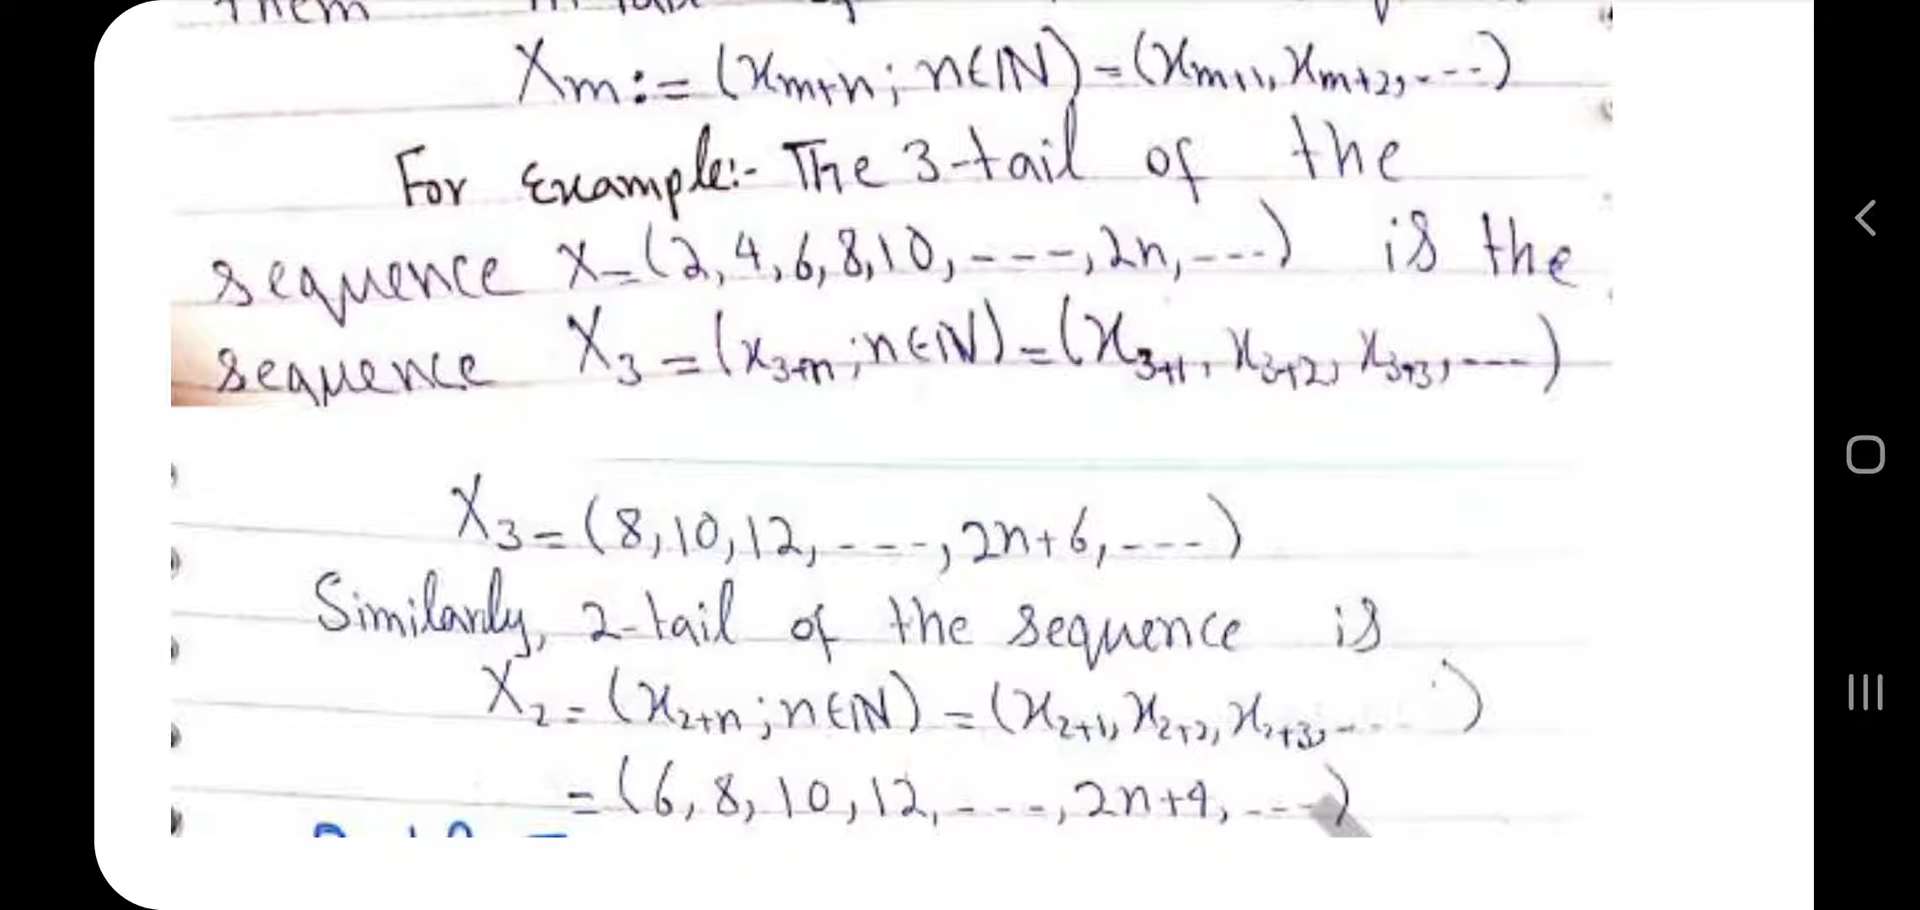 Them
Xm := (xm+n ; n∈ℕ) = (xm+1, xm+2, ----)
For Example:- The 3-tail of the
sequence X = (2, 4, 6, 8, 10, ----, 2n, ---) is the
sequence X3 = (x3+n ; n∈ℕ) = (x3+1, x3+2, x3+3, ----)
X3 = (8, 10, 12, ----, 2n+6, ----)
Similarly, 2-tail of the sequence is
X2 = (x2+n ; n∈ℕ) = (x2+1, x2+2, x2+3, --- )
= (6, 8, 10, 12, ----, 2n+4, ---)